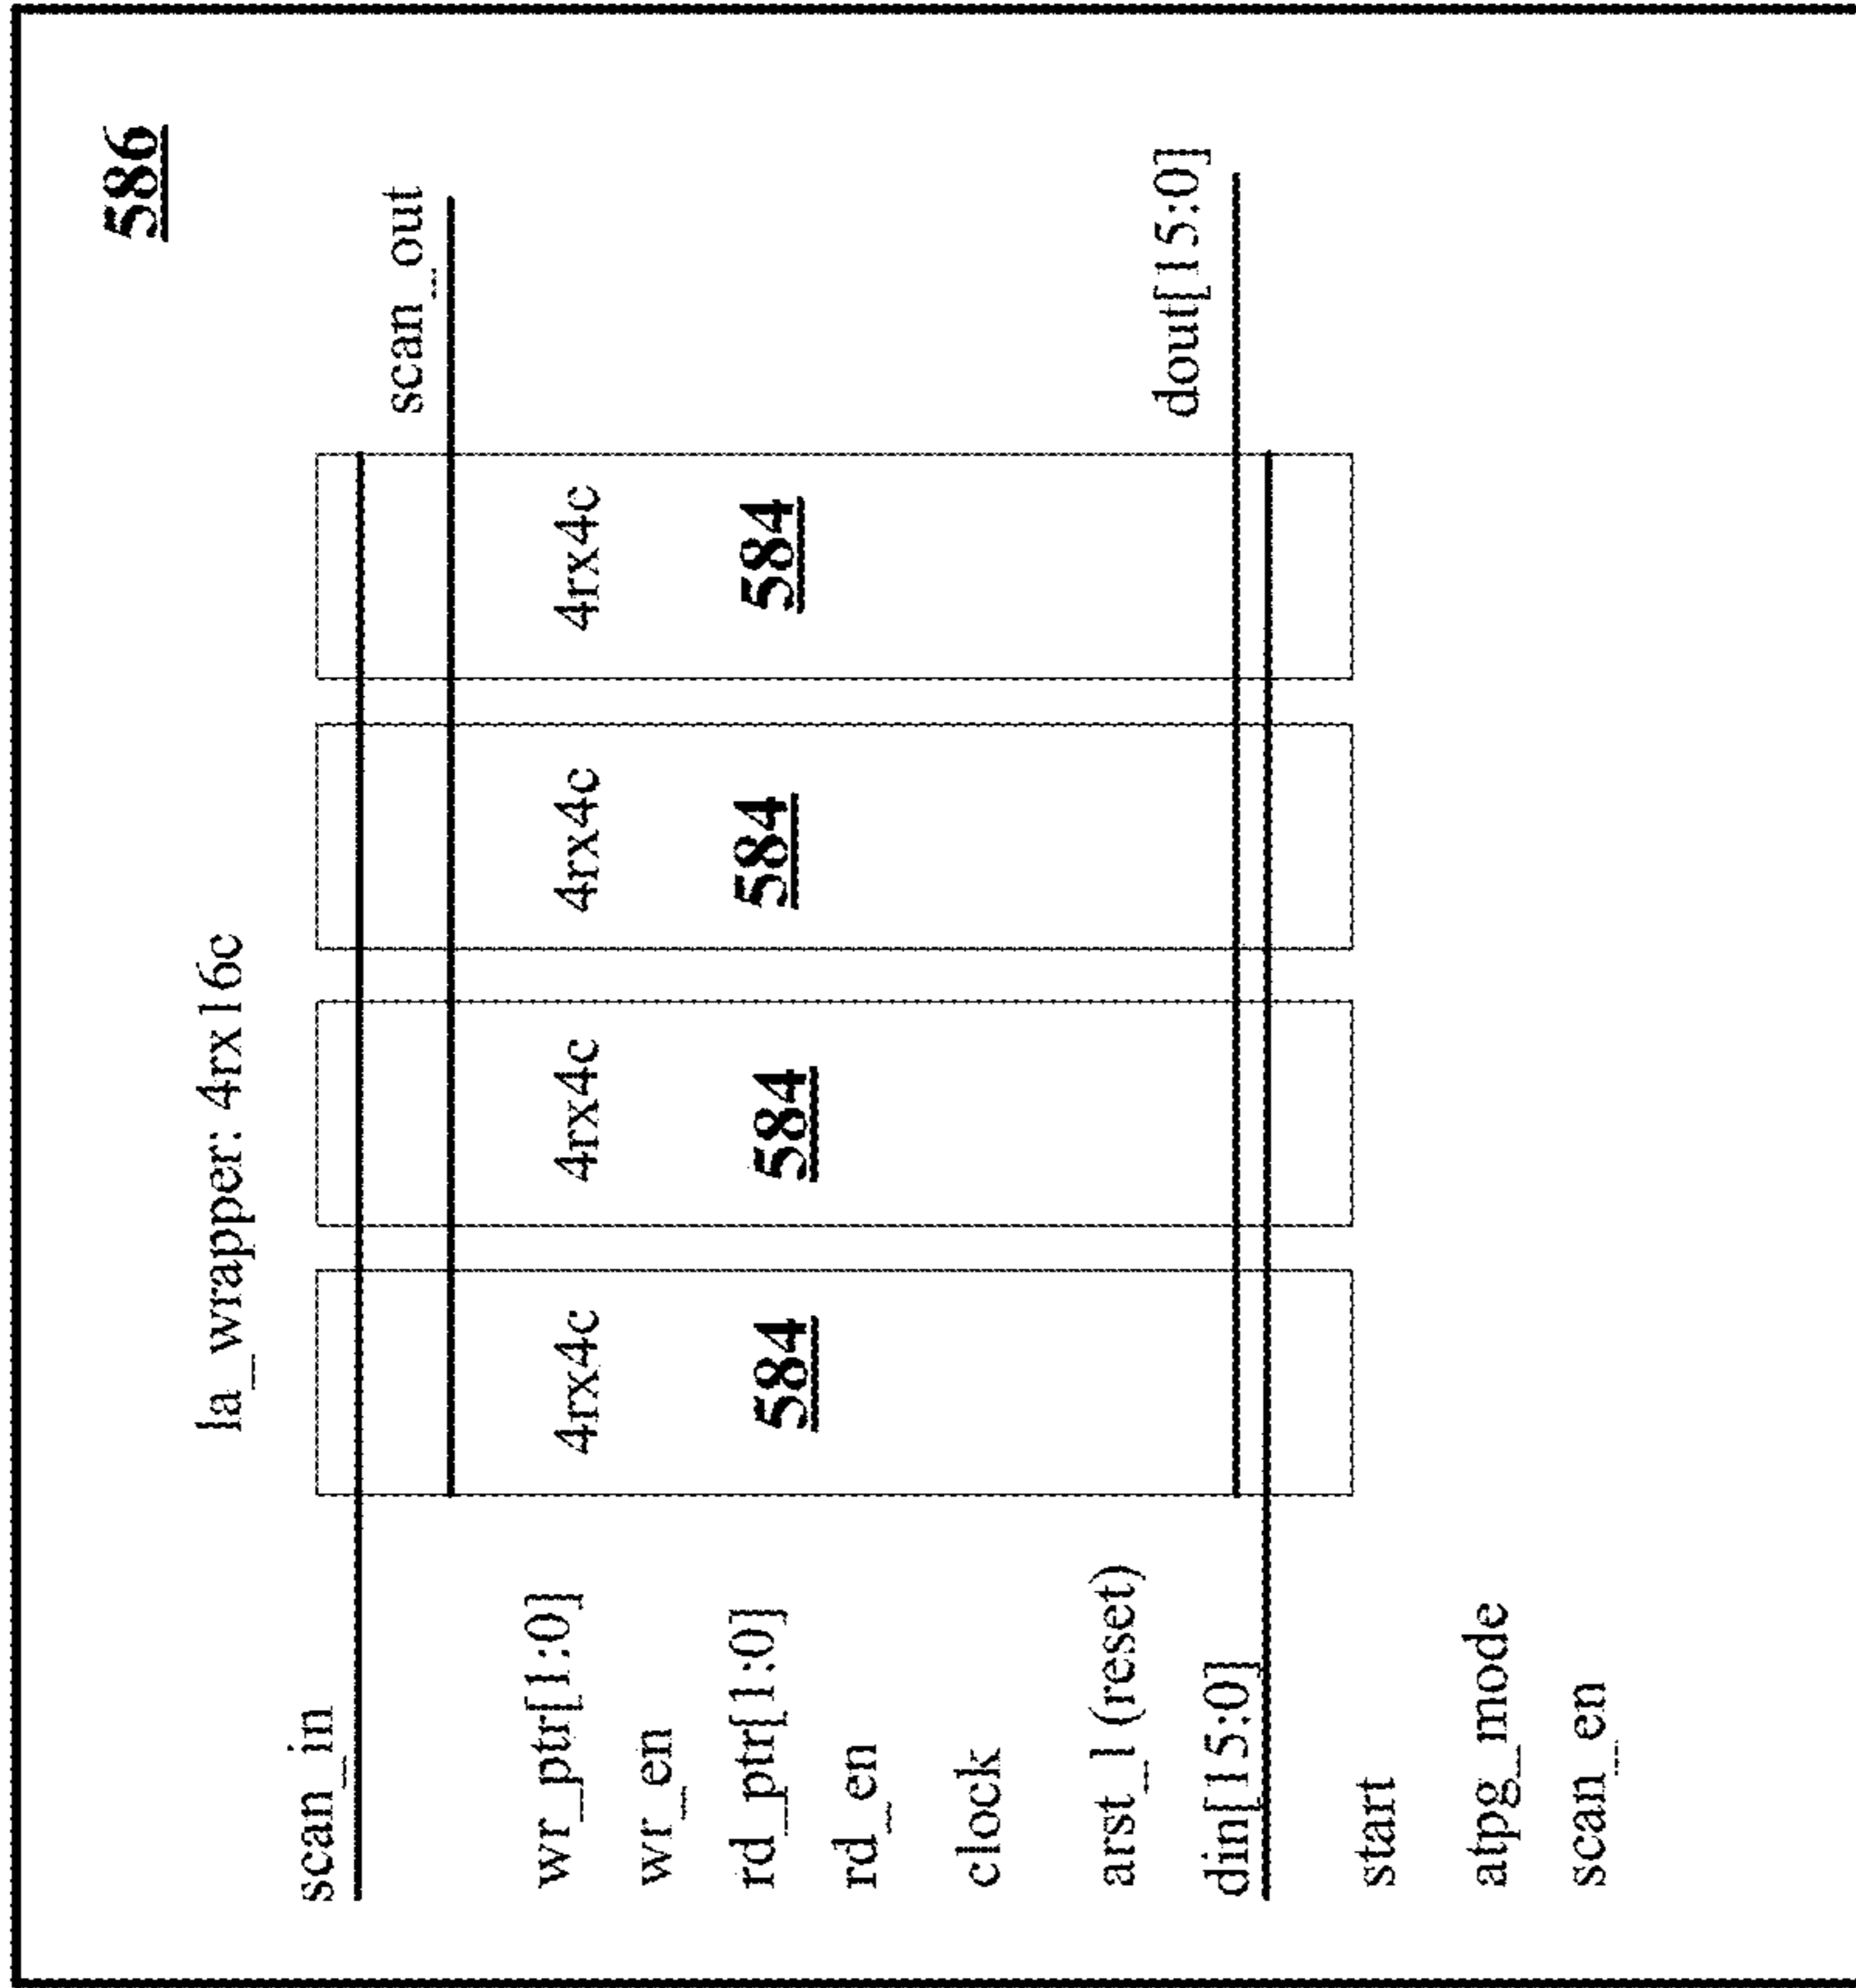 586
la_wrapper: 4rx16c
scan_in
scan_out
4rx4c 4rx4c 4rx4c 4rx4c
wr_ptr[1:0]
wr_en
584 584 584 584
rd_ptr[1:0]
rd_en
clock
arst_l (reset)
dout[15:0]
din[15:0]
start
atpg_mode
scan_en